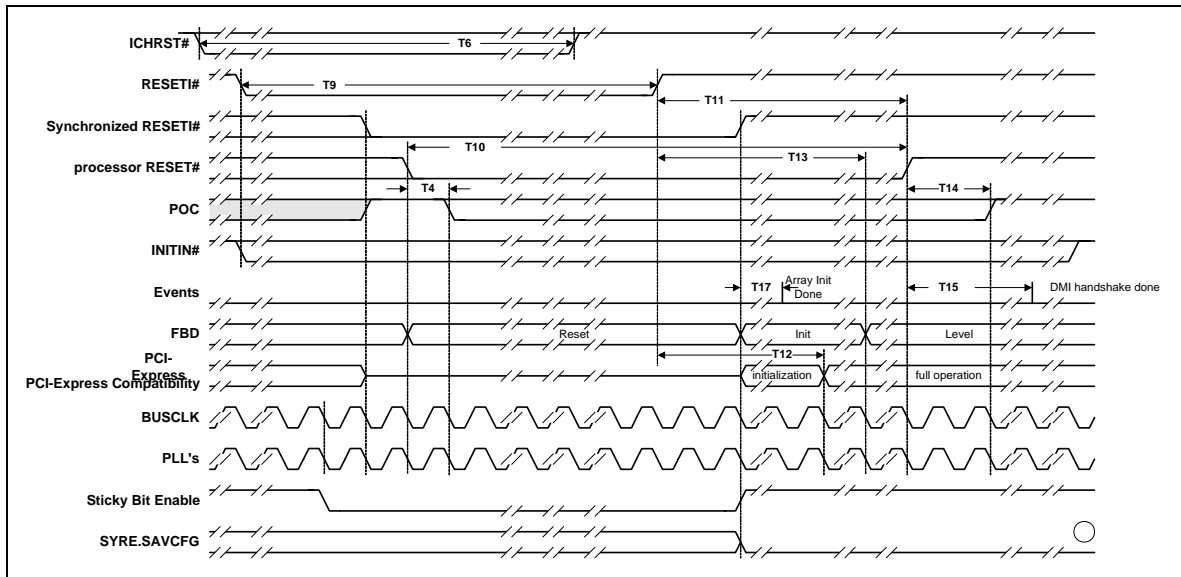 ICHRST#
T6
RESETI#
T9
T11
Synchronized RESETI#
T10
processor RESET#
T13
T4
T14
POC
INITIN#
Events
T17
Array Init
Done
T15
DMI handshake done
FBD
Reset
Init
Level
PCI-
Express
T12
PCI-Express Compatibility
initialization
full operation
BUSCLK
PLL's
Sticky Bit Enable
SYRE.SAVCFG